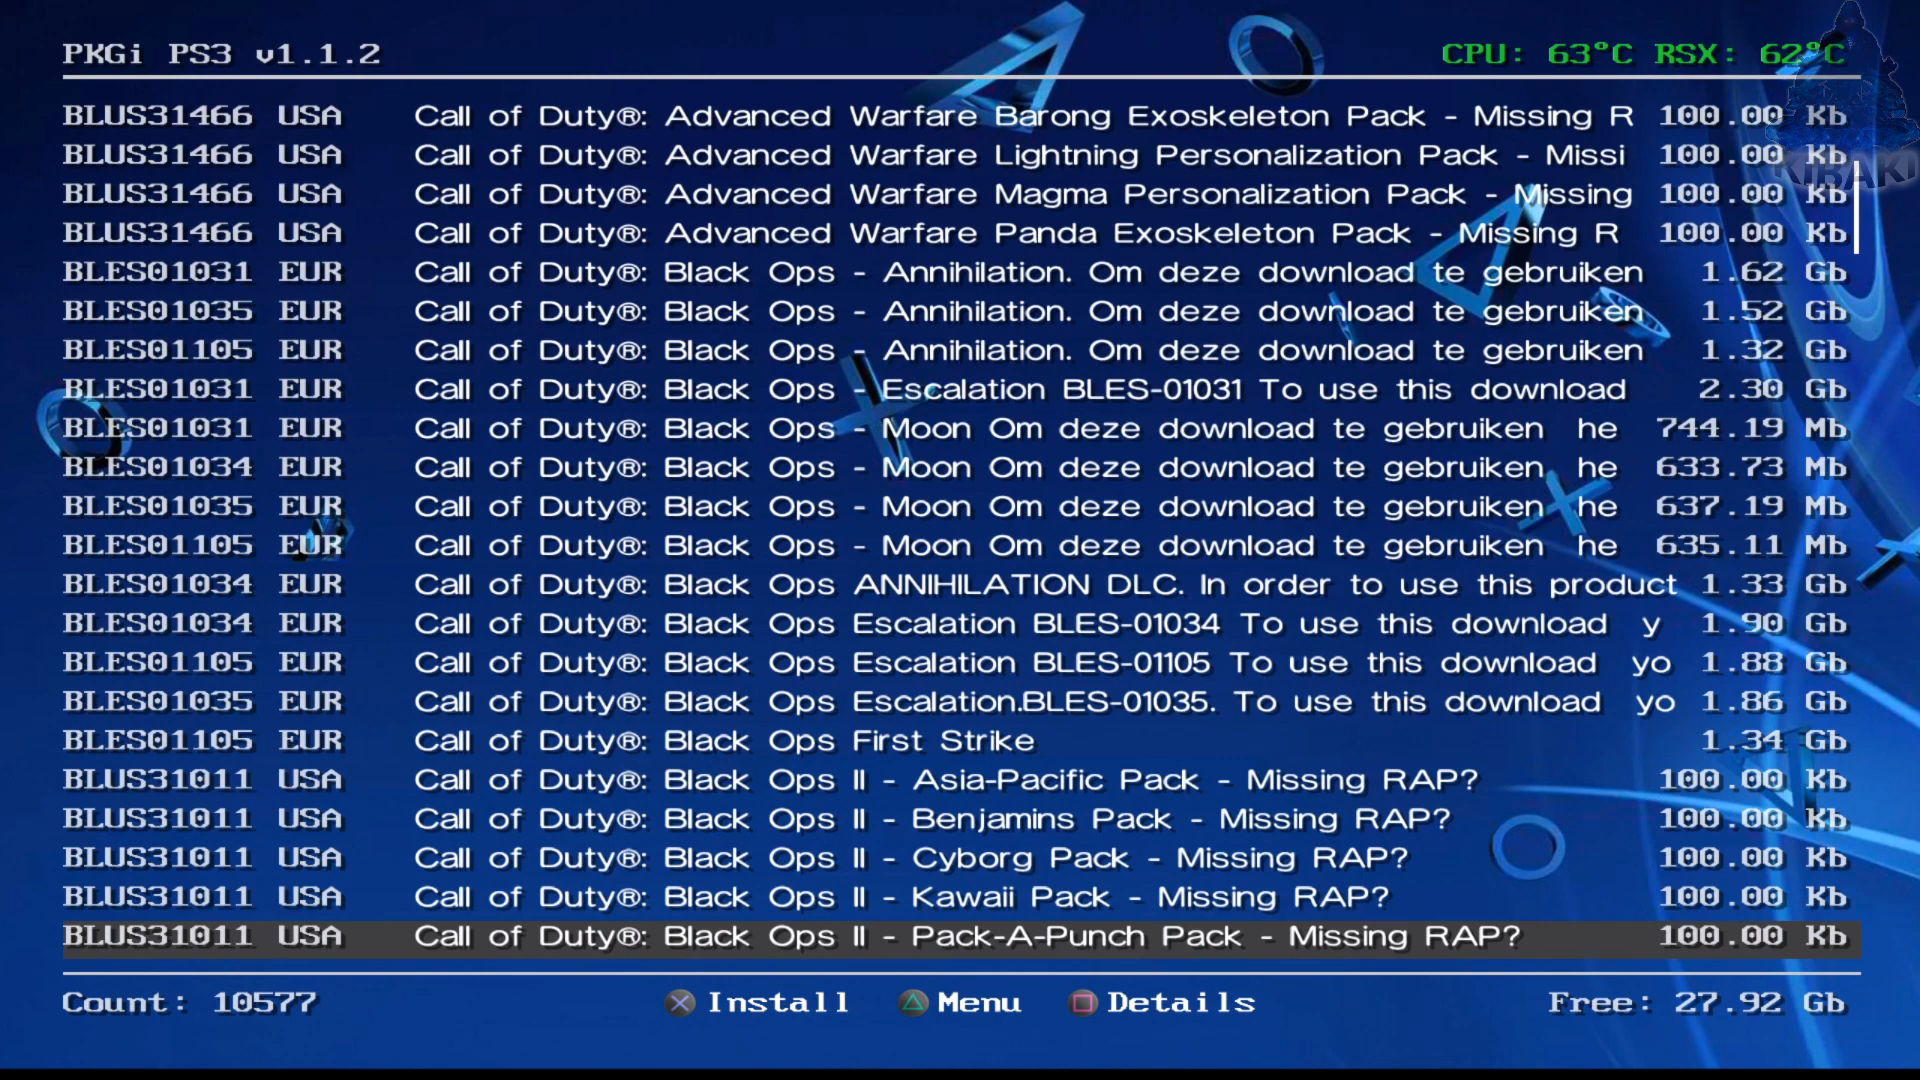 PKGi PS3 v1.1.2 CPU: 63°C RSX: 62°C
BLUS31466 USA Call of Duty®: Advanced Warfare Barong Exoskeleton Pack - Missing R 100.00 Kb
BLUS31466 USA Call of Duty®: Advanced Warfare Lightning Personalization Pack - Missi 100.00 Kb
KIBAKI
BLUS31466 USA Call of Duty®: Advanced Warfare Magma Personalization Pack - Missing 100.00 Kb
BLUS31466 USA Call of Duty®: Advanced Warfare Panda Exoskeleton Pack - Missing R 100.00 Kb
BLES01031 EUR Call of Duty®: Black Ops - Annihilation. Om deze download te gebruiken 1.62 Gb
BLES01035 EUR Call of Duty®: Black Ops - Annihilation. Om deze download te gebruiken 1.52 Gb
BLES01105 EUR Call of Duty®: Black Ops - Annihilation. Om deze download te gebruiken 1.32 Gb
BLES01031 EUR Call of Duty®: Black Ops - Escalation BLES-01031 To use this download 2.30 Gb
BLES01031 EUR Call of Duty®: Black Ops - Moon Om deze download te gebruiken he 744.19 Mb
BLES01034 EUR Call of Duty®: Black Ops - Moon Om deze download te gebruiken he 633.73 Mb
BLES01035 EUR Call of Duty®: Black Ops - Moon Om deze download te gebruiken he 637.19 Mb
BLES01105 EUR Call of Duty®: Black Ops - Moon Om deze download te gebruiken he 635.11 Mb
BLES01034 EUR Call of Duty®: Black Ops ANNIHILATION DLC. In order to use this product 1.33 Gb
BLES01034 EUR Call of Duty®: Black Ops Escalation BLES-01034 To use this download y 1.90 Gb
BLES01105 EUR Call of Duty®: Black Ops Escalation BLES-01105 To use this download yo 1.88 Gb
BLES01035 EUR Call of Duty®: Black Ops Escalation.BLES-01035. To use this download yo 1.86 Gb
BLES01105 EUR Call of Duty®: Black Ops First Strike 1.34 Gb
BLUS31011 USA Call of Duty®: Black Ops II - Asia-Pacific Pack - Missing RAP? 100.00 Kb
BLUS31011 USA Call of Duty®: Black Ops II - Benjamins Pack - Missing RAP? 100.00 Kb
BLUS31011 USA Call of Duty®: Black Ops II - Cyborg Pack - Missing RAP? 100.00 Kb
BLUS31011 USA Call of Duty®: Black Ops II - Kawaii Pack - Missing RAP? 100.00 Kb
BLUS31011 USA Call of Duty®: Black Ops II - Pack-A-Punch Pack - Missing RAP? 100.00 Kb
Count: 10577 Install Menu Details Free: 27.92 Gb